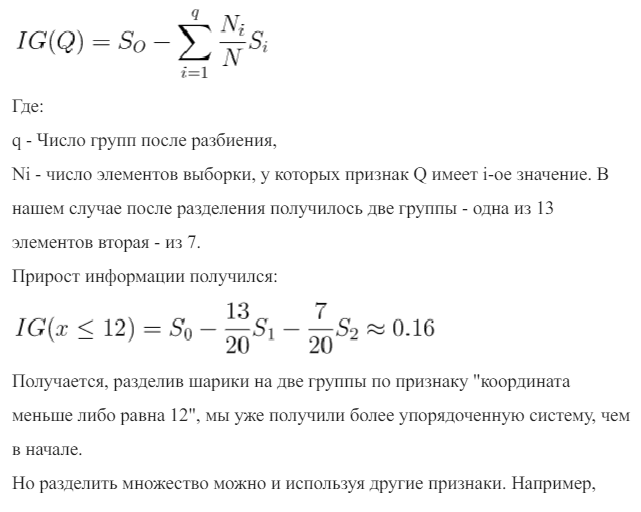 IG(Q) = S_O − \sum_{i=1}^{q} \frac{N_i}{N} S_i
Где:
q - Число групп после разбиения,
Ni - число элементов выборки, у которых признак Q имеет i-ое значение. В
нашем случае после разделения получилось две группы - одна из 13
элементов вторая - из 7.
Прирост информации получился:
IG(x ≤ 12) = S_0 − \frac{13}{20} S_1 − \frac{7}{20} S_2 ≈ 0.16
Получается, разделив шарики на две группы по признаку "координата
меньше либо равна 12", мы уже получили более упорядоченную систему, чем
в начале.
Но разделить множество можно и используя другие признаки. Например,